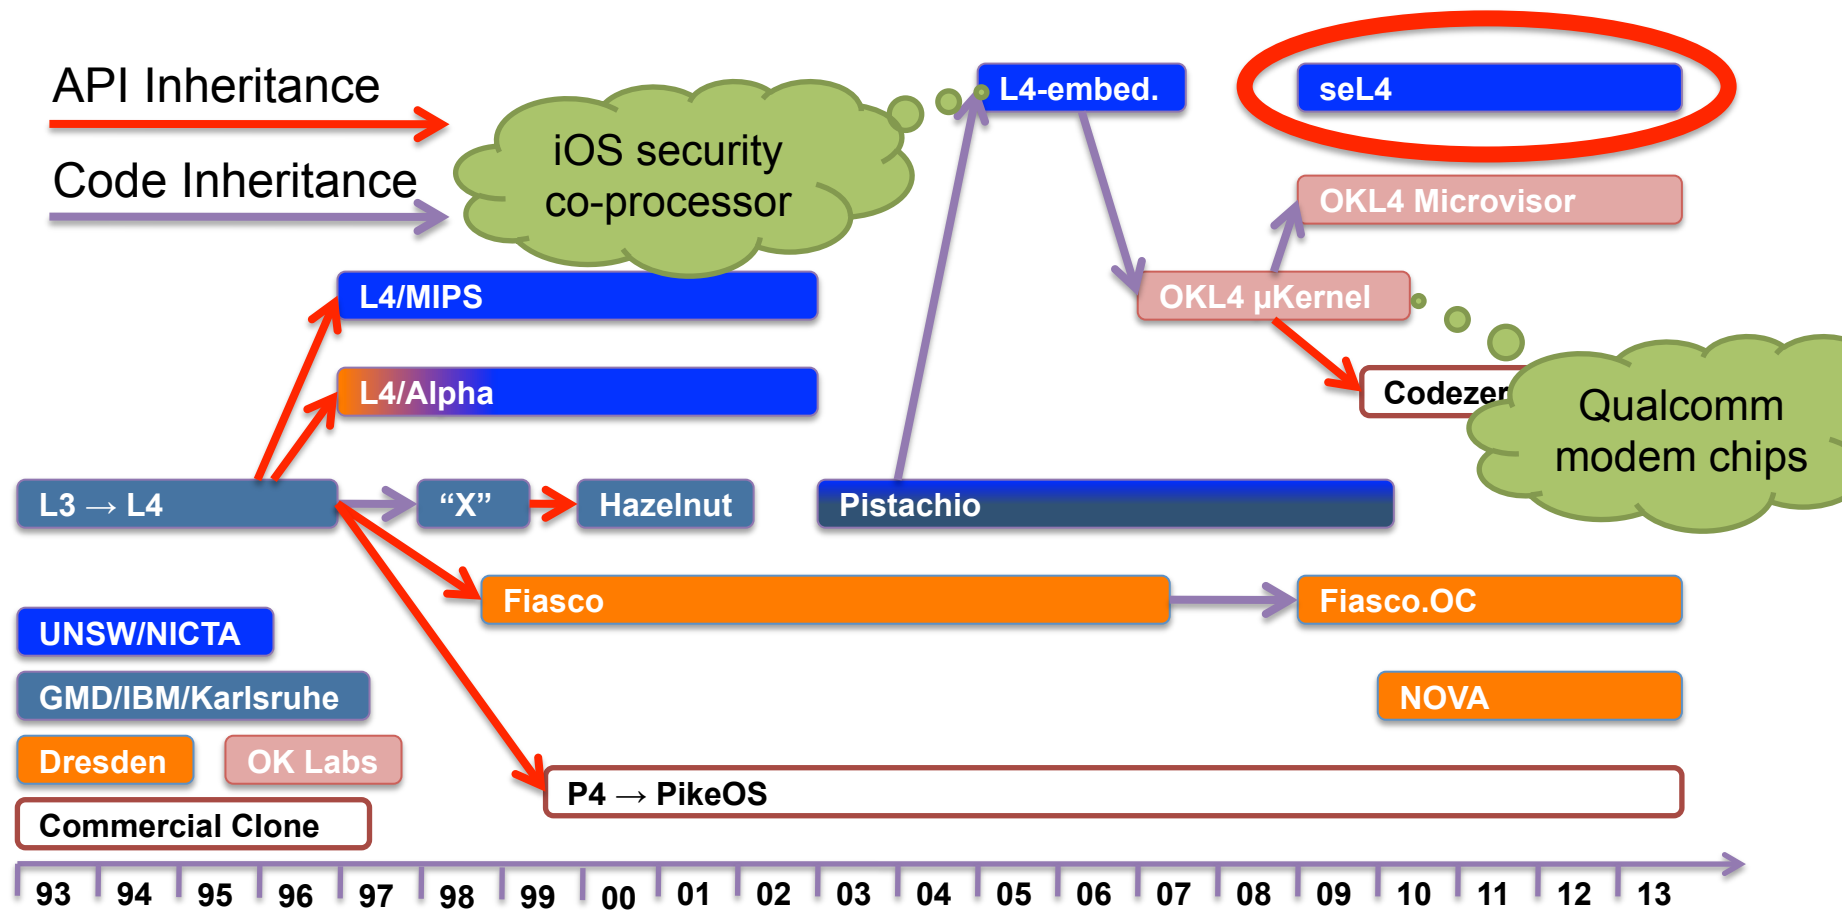 API Inheritance
Code Inheritance
iOS security
co-processor
L4-embed.
seL4
OKL4 Microvisor
L4/MIPS
OKL4 µKernel
L4/Alpha
Codezer
Qualcomm
modem chips
L3 → L4
“X”
Hazelnut
Pistachio
Fiasco
Fiasco.OC
UNSW/NICTA
GMD/IBM/Karlsruhe
NOVA
Dresden
OK Labs
P4 → PikeOS
Commercial Clone
93 94 95 96 97 98 99 00 01 02 03 04 05 06 07 08 09 10 11 12 13